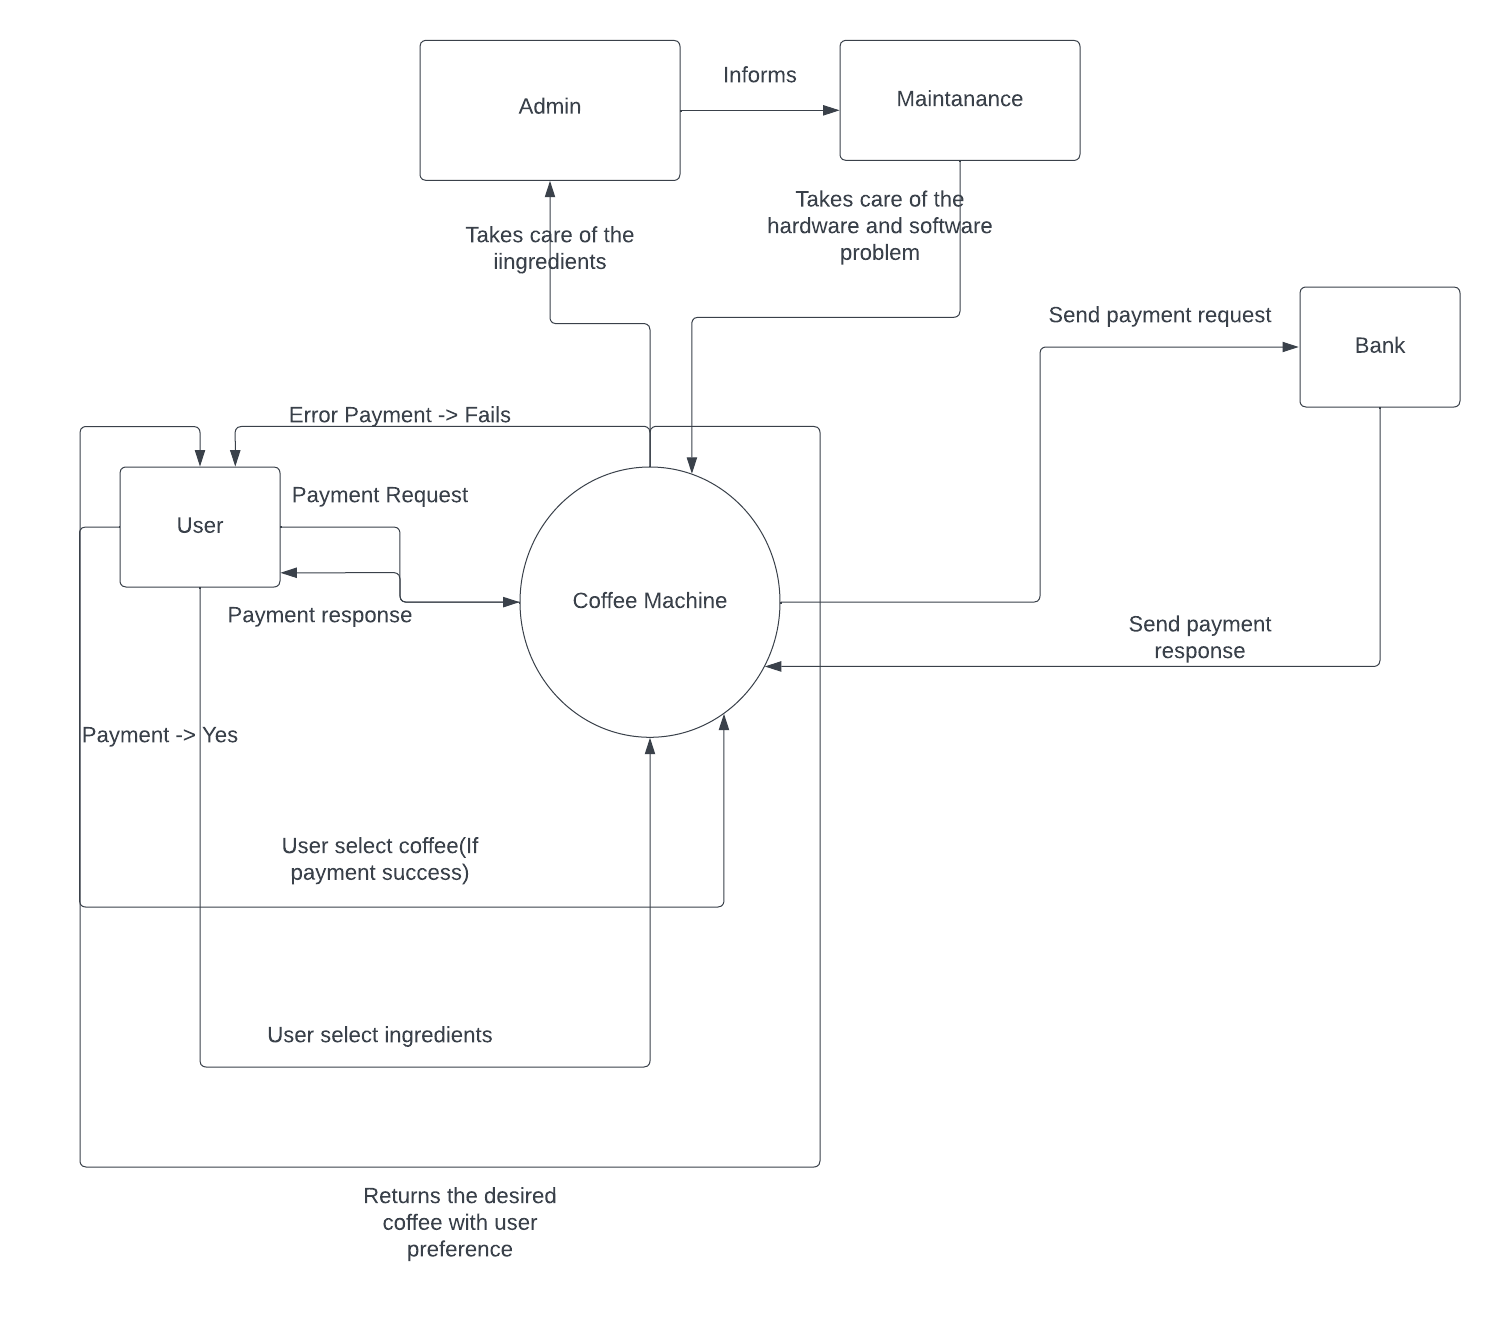 Informs
Admin
Maintanance
Takes care of the
hardware and software
problem
Takes care of the
iingredients
Send payment request
Bank
Error Payment -> Fails
Payment Request
User
Coffee Machine
Payment response
Send payment
response
Payment -> Yes
User select coffee(If
payment success)
User select ingredients
Returns the desired
coffee with user
preference